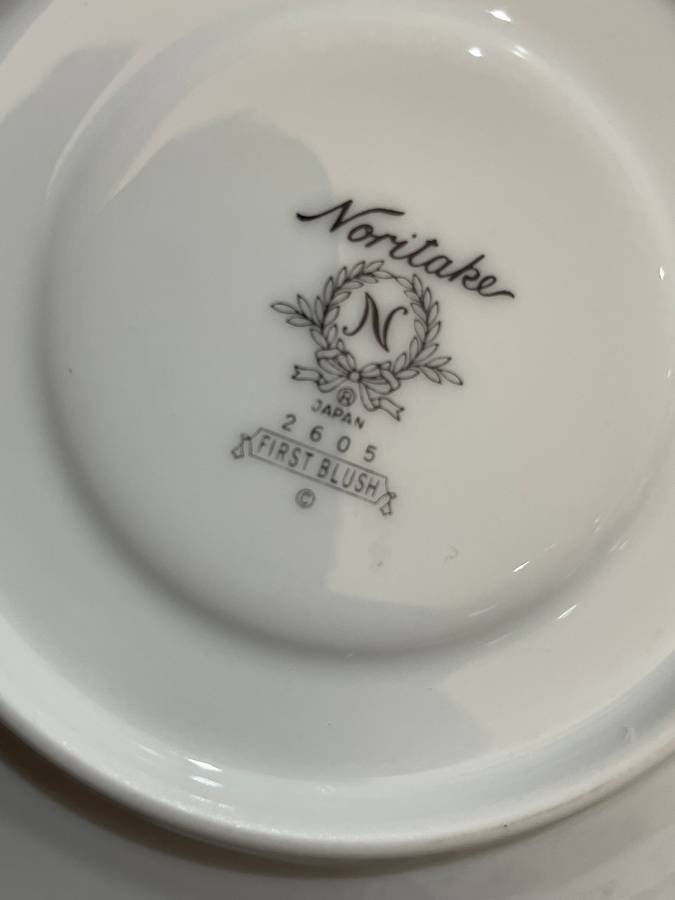 Noritake
N
®
JAPAN
2605
FIRST BLUSH
©